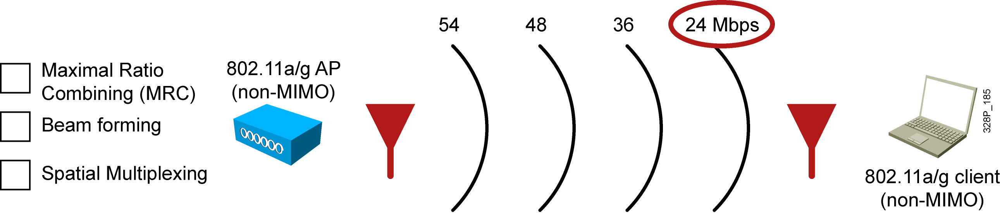 54 48 36 24 Mbps
Maximal Ratio
Combining (MRC)
Beam forming
Spatial Multiplexing
802.11a/g AP
(non-MIMO)
802.11a/g client
(non-MIMO)
328P_185